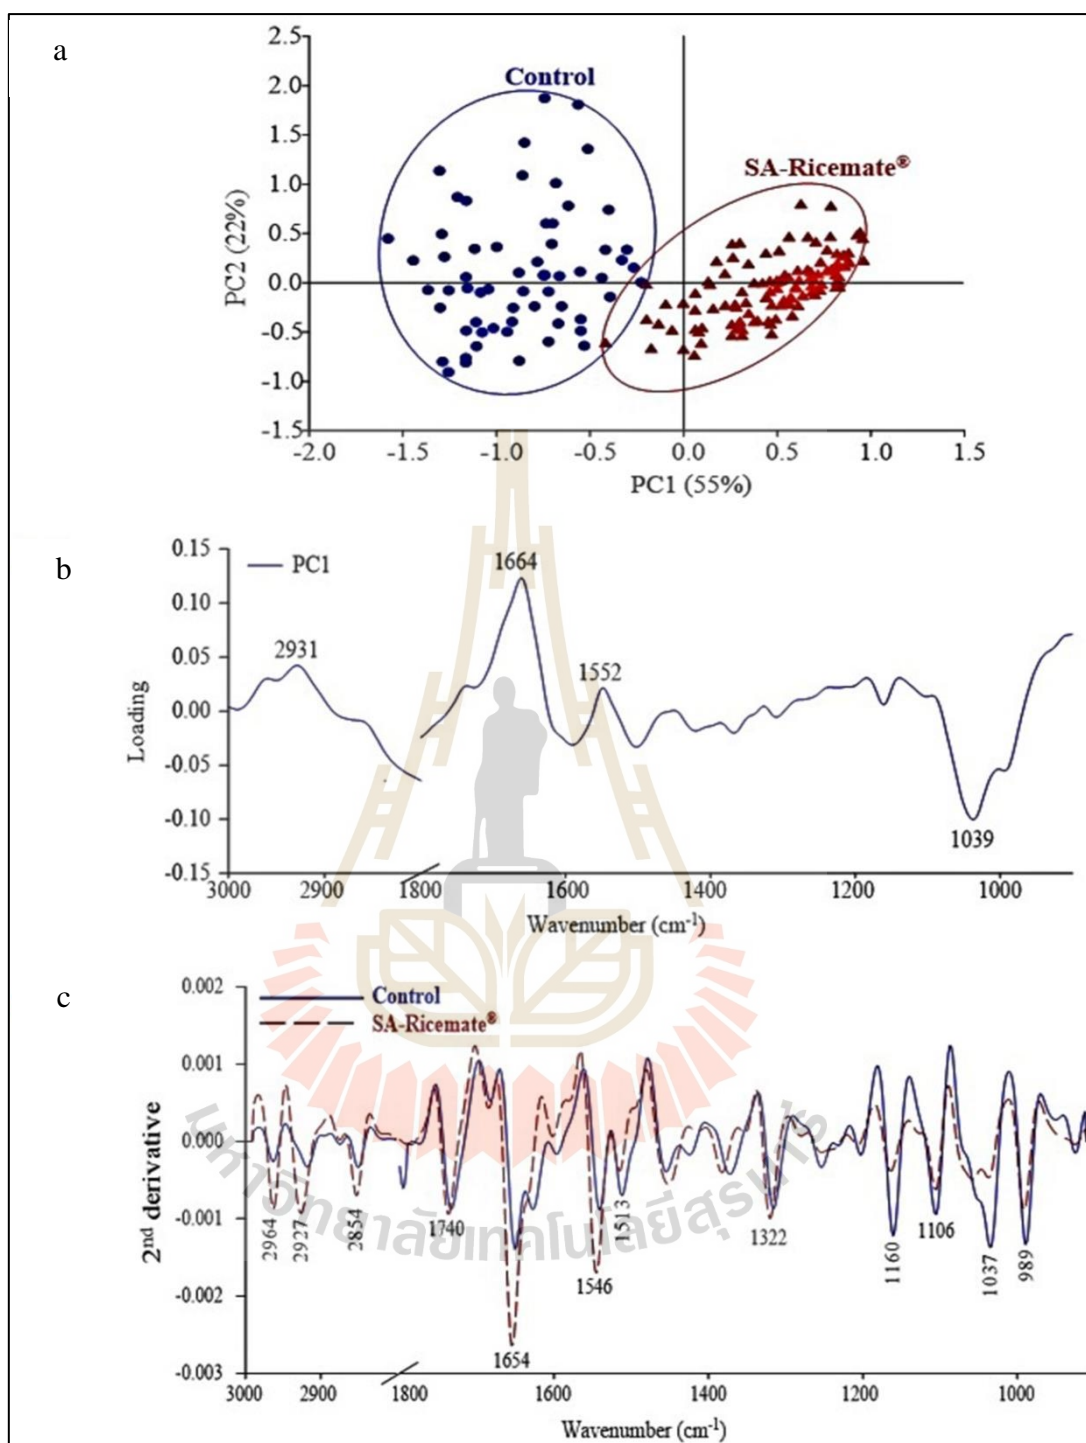 a
2.5
2.0
1.5
1.0
0.5
0.0
-0.5
-1.0
-1.5
PC2 (22%)
Control
SA-Ricemate®
-2.0 -1.5 -1.0 -0.5 0.0 0.5 1.0 1.5
PC1 (55%)
b
0.15
0.10
0.05
0.00
-0.05
-0.10
-0.15
Loading
PC1
2931
1664
1552
1039
3000 2900 1800 1600 1400 1200 1000
Wavenumber (cm-1)
c
0.002
0.001
0.000
-0.001
-0.002
-0.003
2nd derivative
Control
SA-Ricemate®
2964
2927
2854
1740
1654
1546
1513
1322
1160
1106
1037
989
3000 2900 1800 1600 1400 1200 1000
Wavenumber (cm-1)
มหาวิทยาลัยเทคโนโลยีสุรนารี